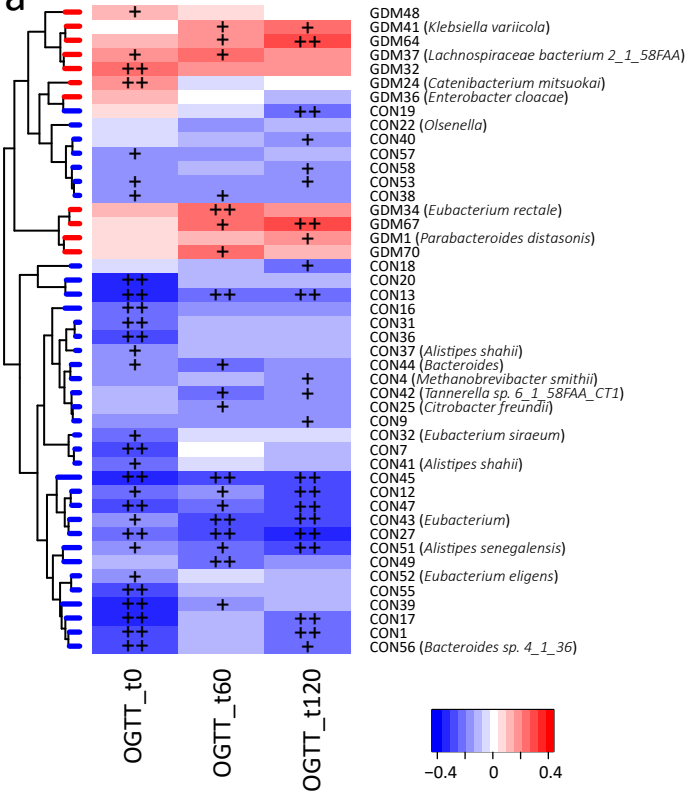 a
+ GDM48
+ + GDM41 (Klebsiella variicola)
+ ++ GDM64
+ + GDM37 (Lachnospiraceae bacterium 2_1_58FAA)
++ GDM32
++ GDM24 (Catenibacterium mitsuokai)
GDM36 (Enterobacter cloacae)
++ CON19
CON22 (Olsenella)
+ CON40
+ CON57
+ CON58
+ + CON53
+ + CON38
++ GDM34 (Eubacterium rectale)
+ ++ GDM67
+ GDM1 (Parabacteroides distasonis)
+ GDM70
+ CON18
++ CON20
++ ++ ++ CON13
++ CON16
++ CON31
++ CON36
+ CON37 (Alistipes shahii)
+ + CON44 (Bacteroides)
+ CON4 (Methanobrevibacter smithii)
+ + CON42 (Tannerella sp. 6_1_58FAA_CT1)
+ CON25 (Citrobacter freundii)
+ CON9
+ CON32 (Eubacterium siraeum)
++ CON7
+ CON41 (Alistipes shahii)
++ ++ ++ CON45
+ + ++ CON12
++ + ++ CON47
+ ++ ++ CON43 (Eubacterium)
++ ++ ++ CON27
+ + ++ CON51 (Alistipes senegalensis)
++ CON49
+ CON52 (Eubacterium eligens)
++ CON55
++ + CON39
++ ++ CON17
++ ++ CON1
++ + CON56 (Bacteroides sp. 4_1_36)
OGTT_t0
OGTT_t60
OGTT_t120
−0.4 0 0.4